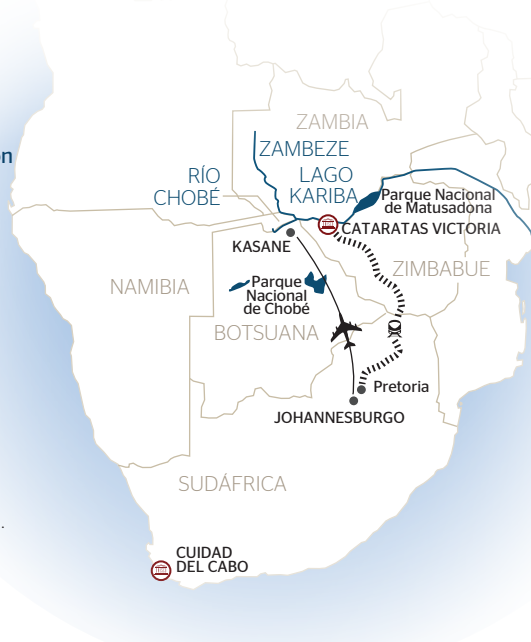 ZAMBIA
on
ZAMBEZE
RÍO
CHOBÉ
LAGO
KARIBA
Parque Nacional
de Matusadona
CATARATAS VICTORIA
KASANE
ZIMBABUE
Parque
Nacional
de Chobé
NAMIBIA
BOTSUANA
Pretoria
JOHANNESBURGO
SUDÁFRICA
.
CUIDAD
DEL CABO